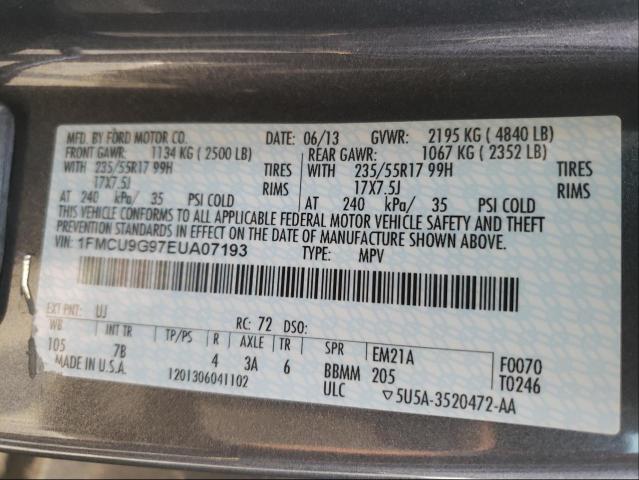 MFD. BY FORD MOTOR CO.
DATE: 06/13 GVWR: 2195 KG ( 4840 LB)
FRONT GAWR: 1134 KG ( 2500 LB)
REAR GAWR: 1067 KG ( 2352 LB)
WITH 235/55R17 99H TIRES
WITH 235/55R17 99H TIRES
17X7.5J RIMS
17X7.5J RIMS
AT 240 kPa/ 35 PSI COLD
AT 240 kPa/ 35 PSI COLD
THIS VEHICLE CONFORMS TO ALL APPLICABLE FEDERAL MOTOR VEHICLE SAFETY AND THEFT
PREVENTION STANDARDS IN EFFECT ON THE DATE OF MANUFACTURE SHOWN ABOVE.
VIN: 1FMCU9G97EUA07193 TYPE: MPV
EXT PNT: UJ RC: 72 DSO:
WB INT TR TP/PS R AXLE TR SPR EM21A F0070
105 7B 4 3A 6 BBMM 205 T0246
MADE IN U.S.A. 1201306041102 ULC ▽5U5A-3520472-AA